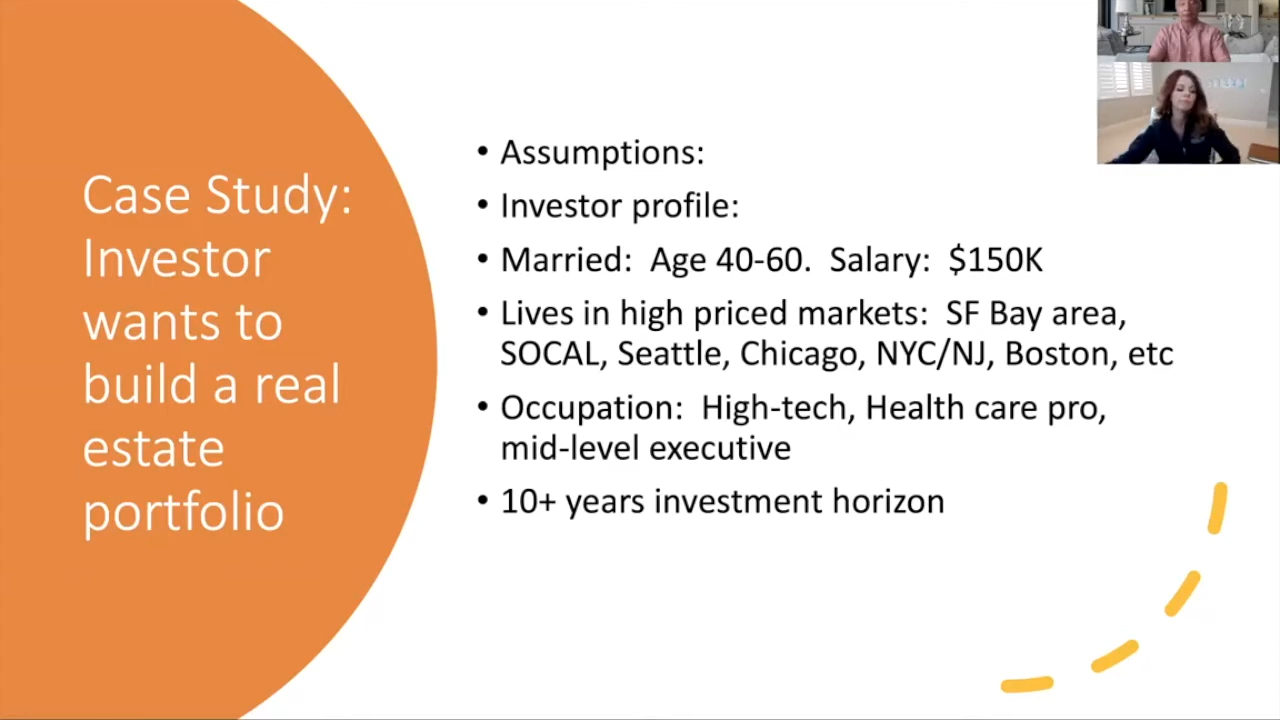 Case Study:
Investor
wants to
build a real
estate
portfolio
• Assumptions:
• Investor profile:
• Married:  Age 40-60.  Salary:  $150K
• Lives in high priced markets:  SF Bay area,
SOCAL, Seattle, Chicago, NYC/NJ, Boston, etc
• Occupation:  High-tech, Health care pro,
mid-level executive
• 10+ years investment horizon